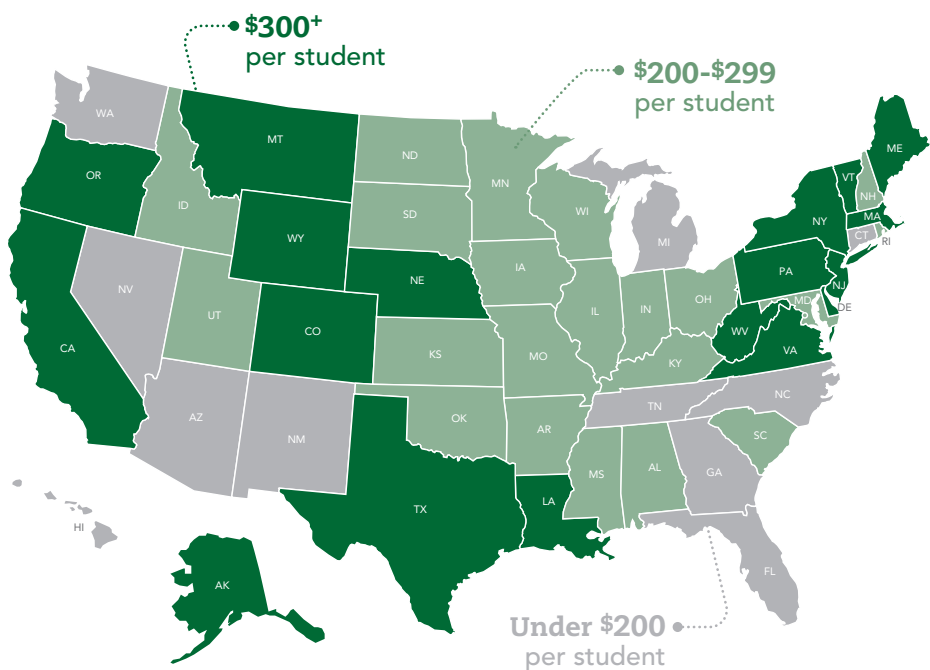 $300+
per student
$200-$299
per student
WA
MT
ND
MN
ME
OR
VT
ID
NH
SD
WI
MA
NY
WY
CT
RI
MI
IA
PA
NE
NJ
NV
OH
MD
DE
UT
IL
IN
CO
WV
CA
VA
KS
MO
KY
NC
TN
AZ
OK
AR
NM
SC
MS
AL
GA
LA
TX
HI
FL
AK
Under $200
per student